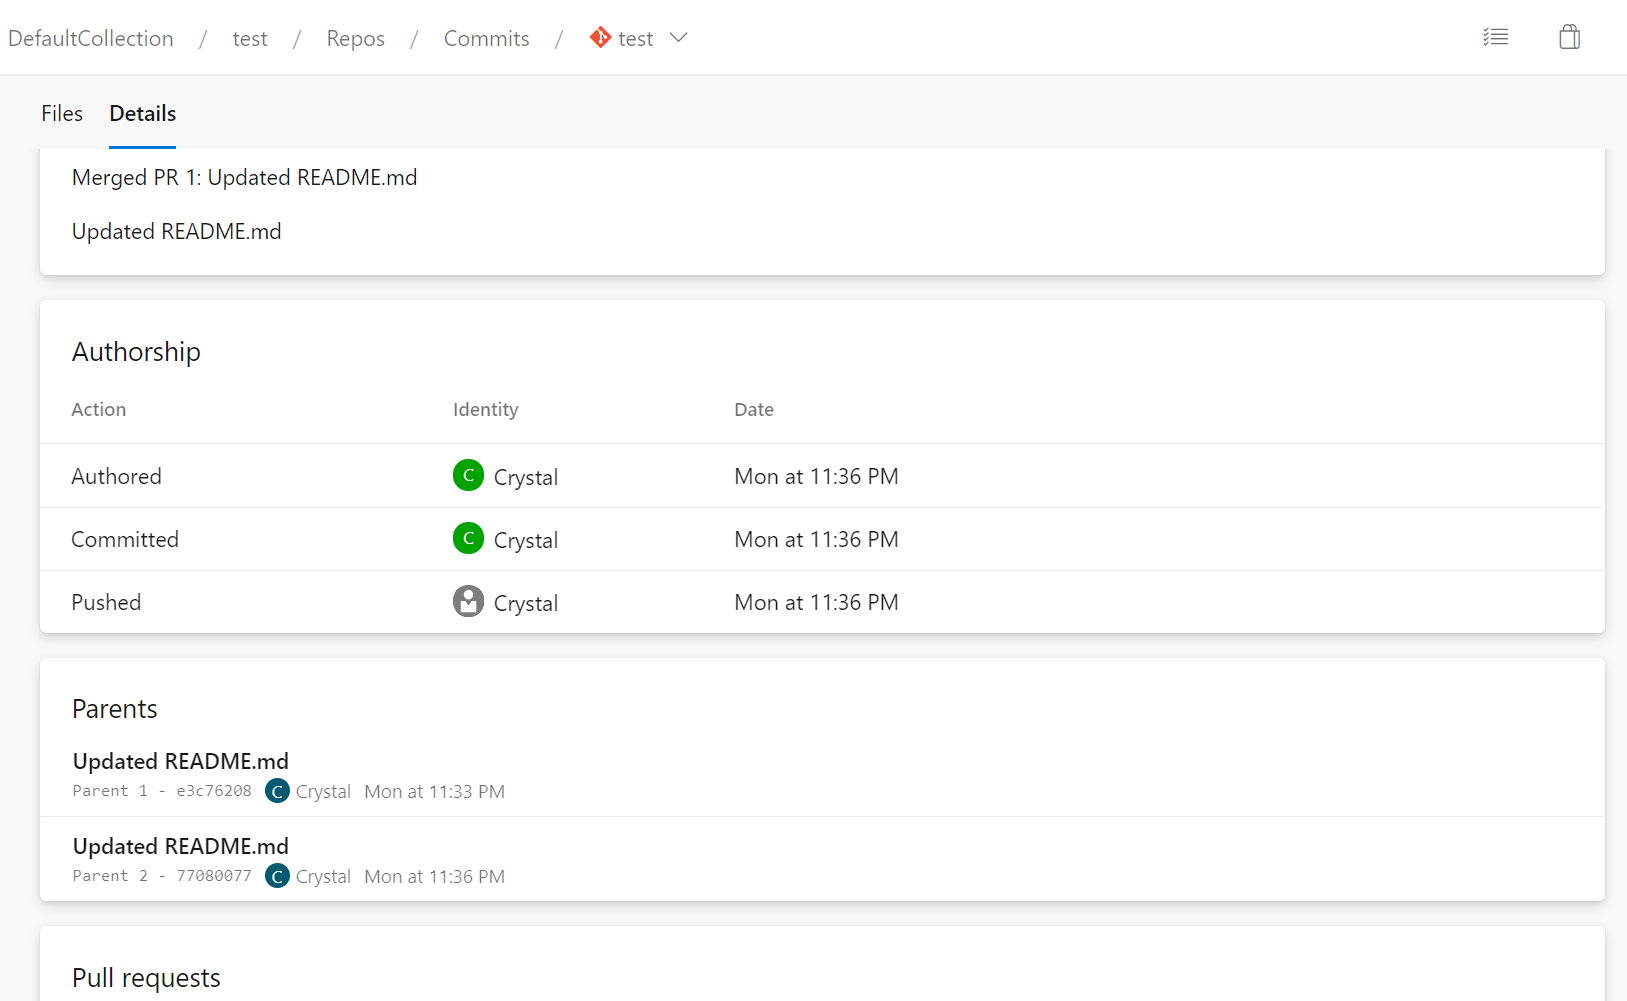 DefaultCollection / test / Repos / Commits / test
Files Details
Merged PR 1: Updated README.md
Updated README.md
Authorship
Action Identity Date
Authored C Crystal Mon at 11:36 PM
Committed C Crystal Mon at 11:36 PM
Pushed Crystal Mon at 11:36 PM
Parents
Updated README.md
Parent 1 - e3c76208 C Crystal Mon at 11:33 PM
Updated README.md
Parent 2 - 77080077 C Crystal Mon at 11:36 PM
Pull requests